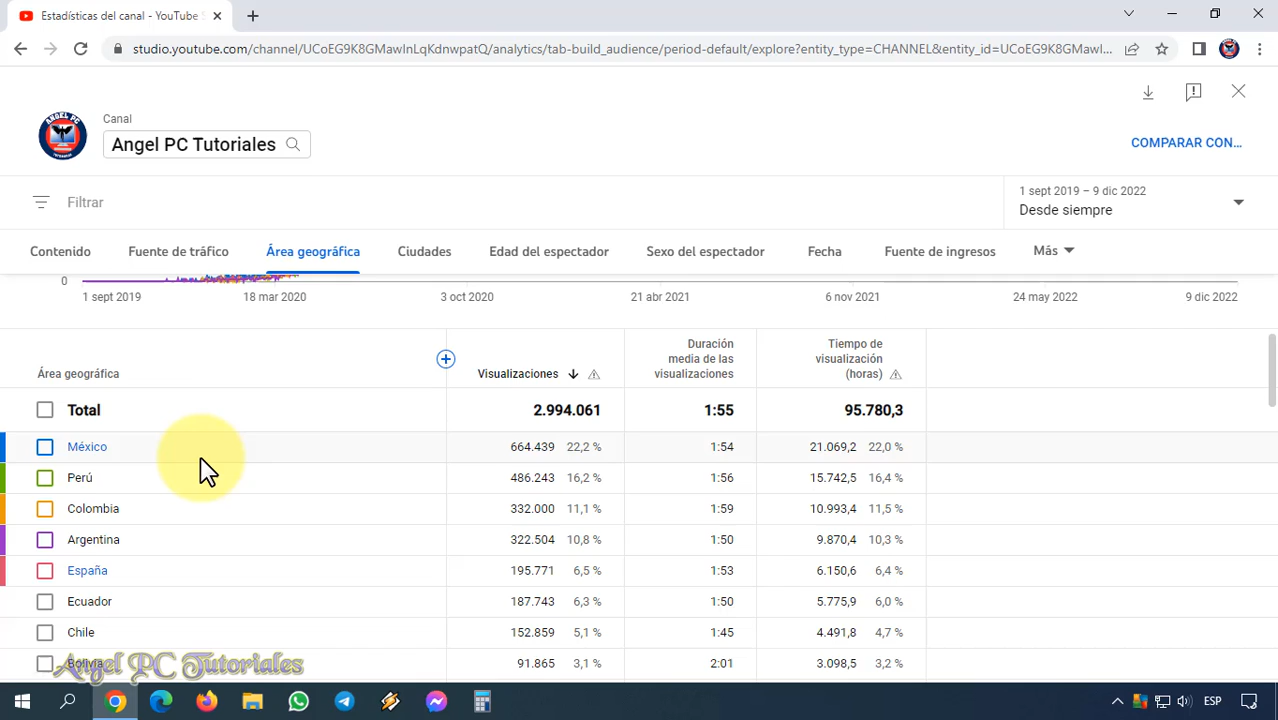 Estadísticas del canal - YouTube S
studio.youtube.com/channel/UCoEG9K8GMawInLqKdnwpatQ/analytics/tab-build_audience/period-default/explore?entity_type=CHANNEL&entity_id=UCoEG9K8GMawI...
Canal
Angel PC Tutoriales
COMPARAR CON...
Filtrar
1 sept 2019 – 9 dic 2022
Desde siempre
Contenido Fuente de tráfico Área geográfica Ciudades Edad del espectador Sexo del espectador Fecha Fuente de ingresos Más
0
1 sept 2019 18 mar 2020 3 oct 2020 21 abr 2021 6 nov 2021 24 may 2022 9 dic 2022
Área geográfica Visualizaciones Duración media de las visualizaciones Tiempo de visualización (horas)
Total 2.994.061 1:55 95.780,3
México 664.439 22,2 % 1:54 21.069,2 22,0 %
Perú 486.243 16,2 % 1:56 15.742,5 16,4 %
Colombia 332.000 11,1 % 1:59 10.993,4 11,5 %
Argentina 322.504 10,8 % 1:50 9.870,4 10,3 %
España 195.771 6,5 % 1:53 6.150,6 6,4 %
Ecuador 187.743 6,3 % 1:50 5.775,9 6,0 %
Chile 152.859 5,1 % 1:45 4.491,8 4,7 %
Bolivia 91.865 3,1 % 2:01 3.098,5 3,2 %
Angel PC Tutoriales
ESP